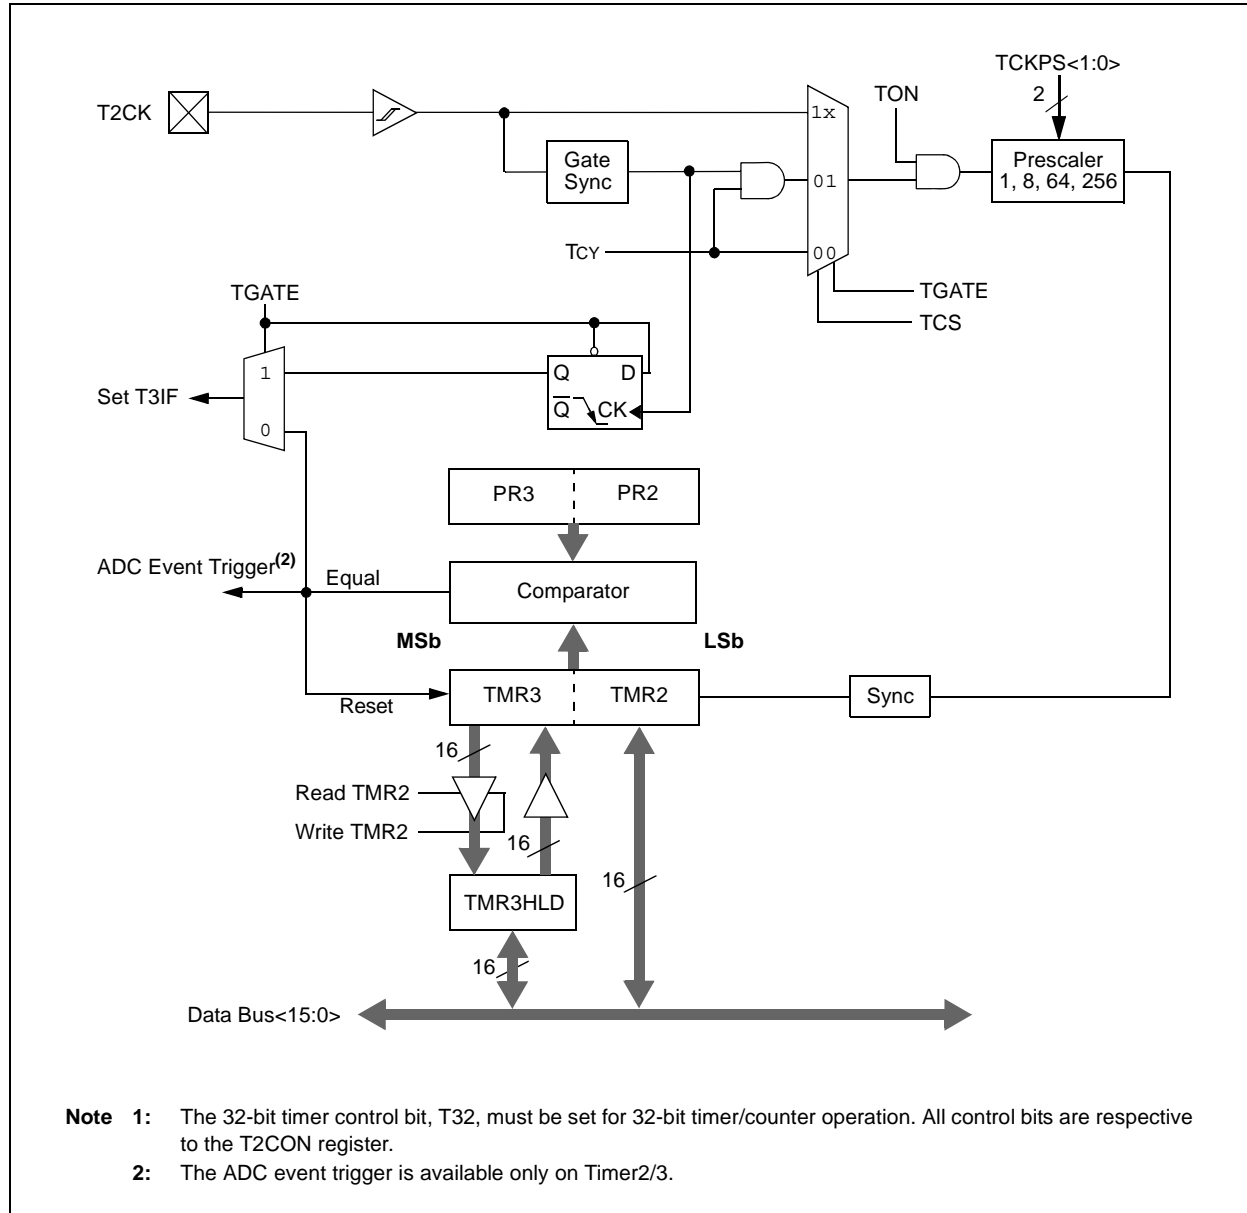 TCKPS<1:0>
2
TON
T2CK
1x
Gate
Sync
Prescaler
1, 8, 64, 256
01
TCY
00
TGATE
TCS
TGATE
1
Q D
Set T3IF
Q CK
0
PR3 PR2
ADC Event Trigger(2)
Equal
Comparator
MSb LSb
TMR3 TMR2
Sync
Reset
16
Read TMR2
Write TMR2
16
16
TMR3HLD
16
Data Bus<15:0>
Note 1: The 32-bit timer control bit, T32, must be set for 32-bit timer/counter operation. All control bits are respective
to the T2CON register.
2: The ADC event trigger is available only on Timer2/3.